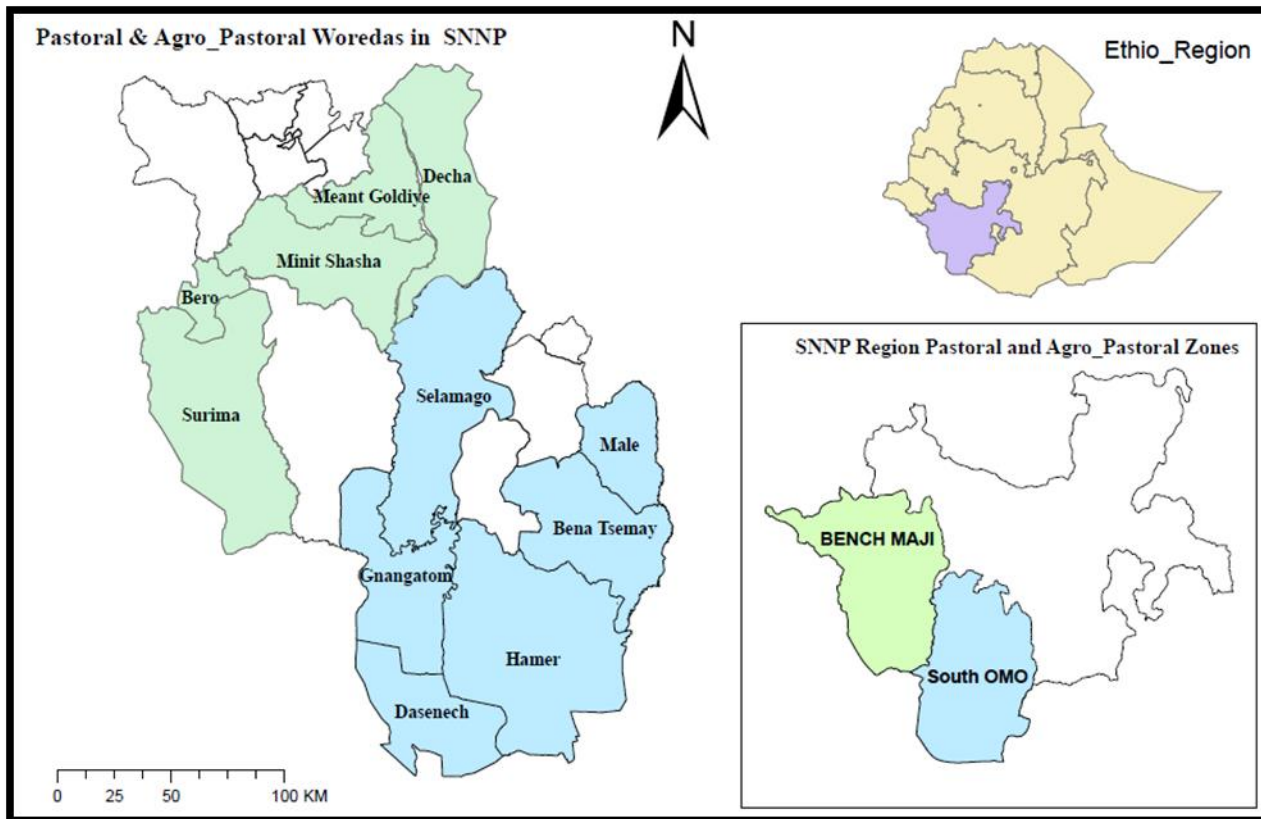 Pastoral & Agro_Pastoral Woredas in SNNP
N
Ethio_Region
Decha
Meant Goldiye
Minit Shasha
Bero
Surima
Selamago
Male
Bena Tsemay
Gnangatom
Hamer
Dasenech
0 25 50 100 KM
SNNP Region Pastoral and Agro_Pastoral Zones
BENCH MAJI
South OMO